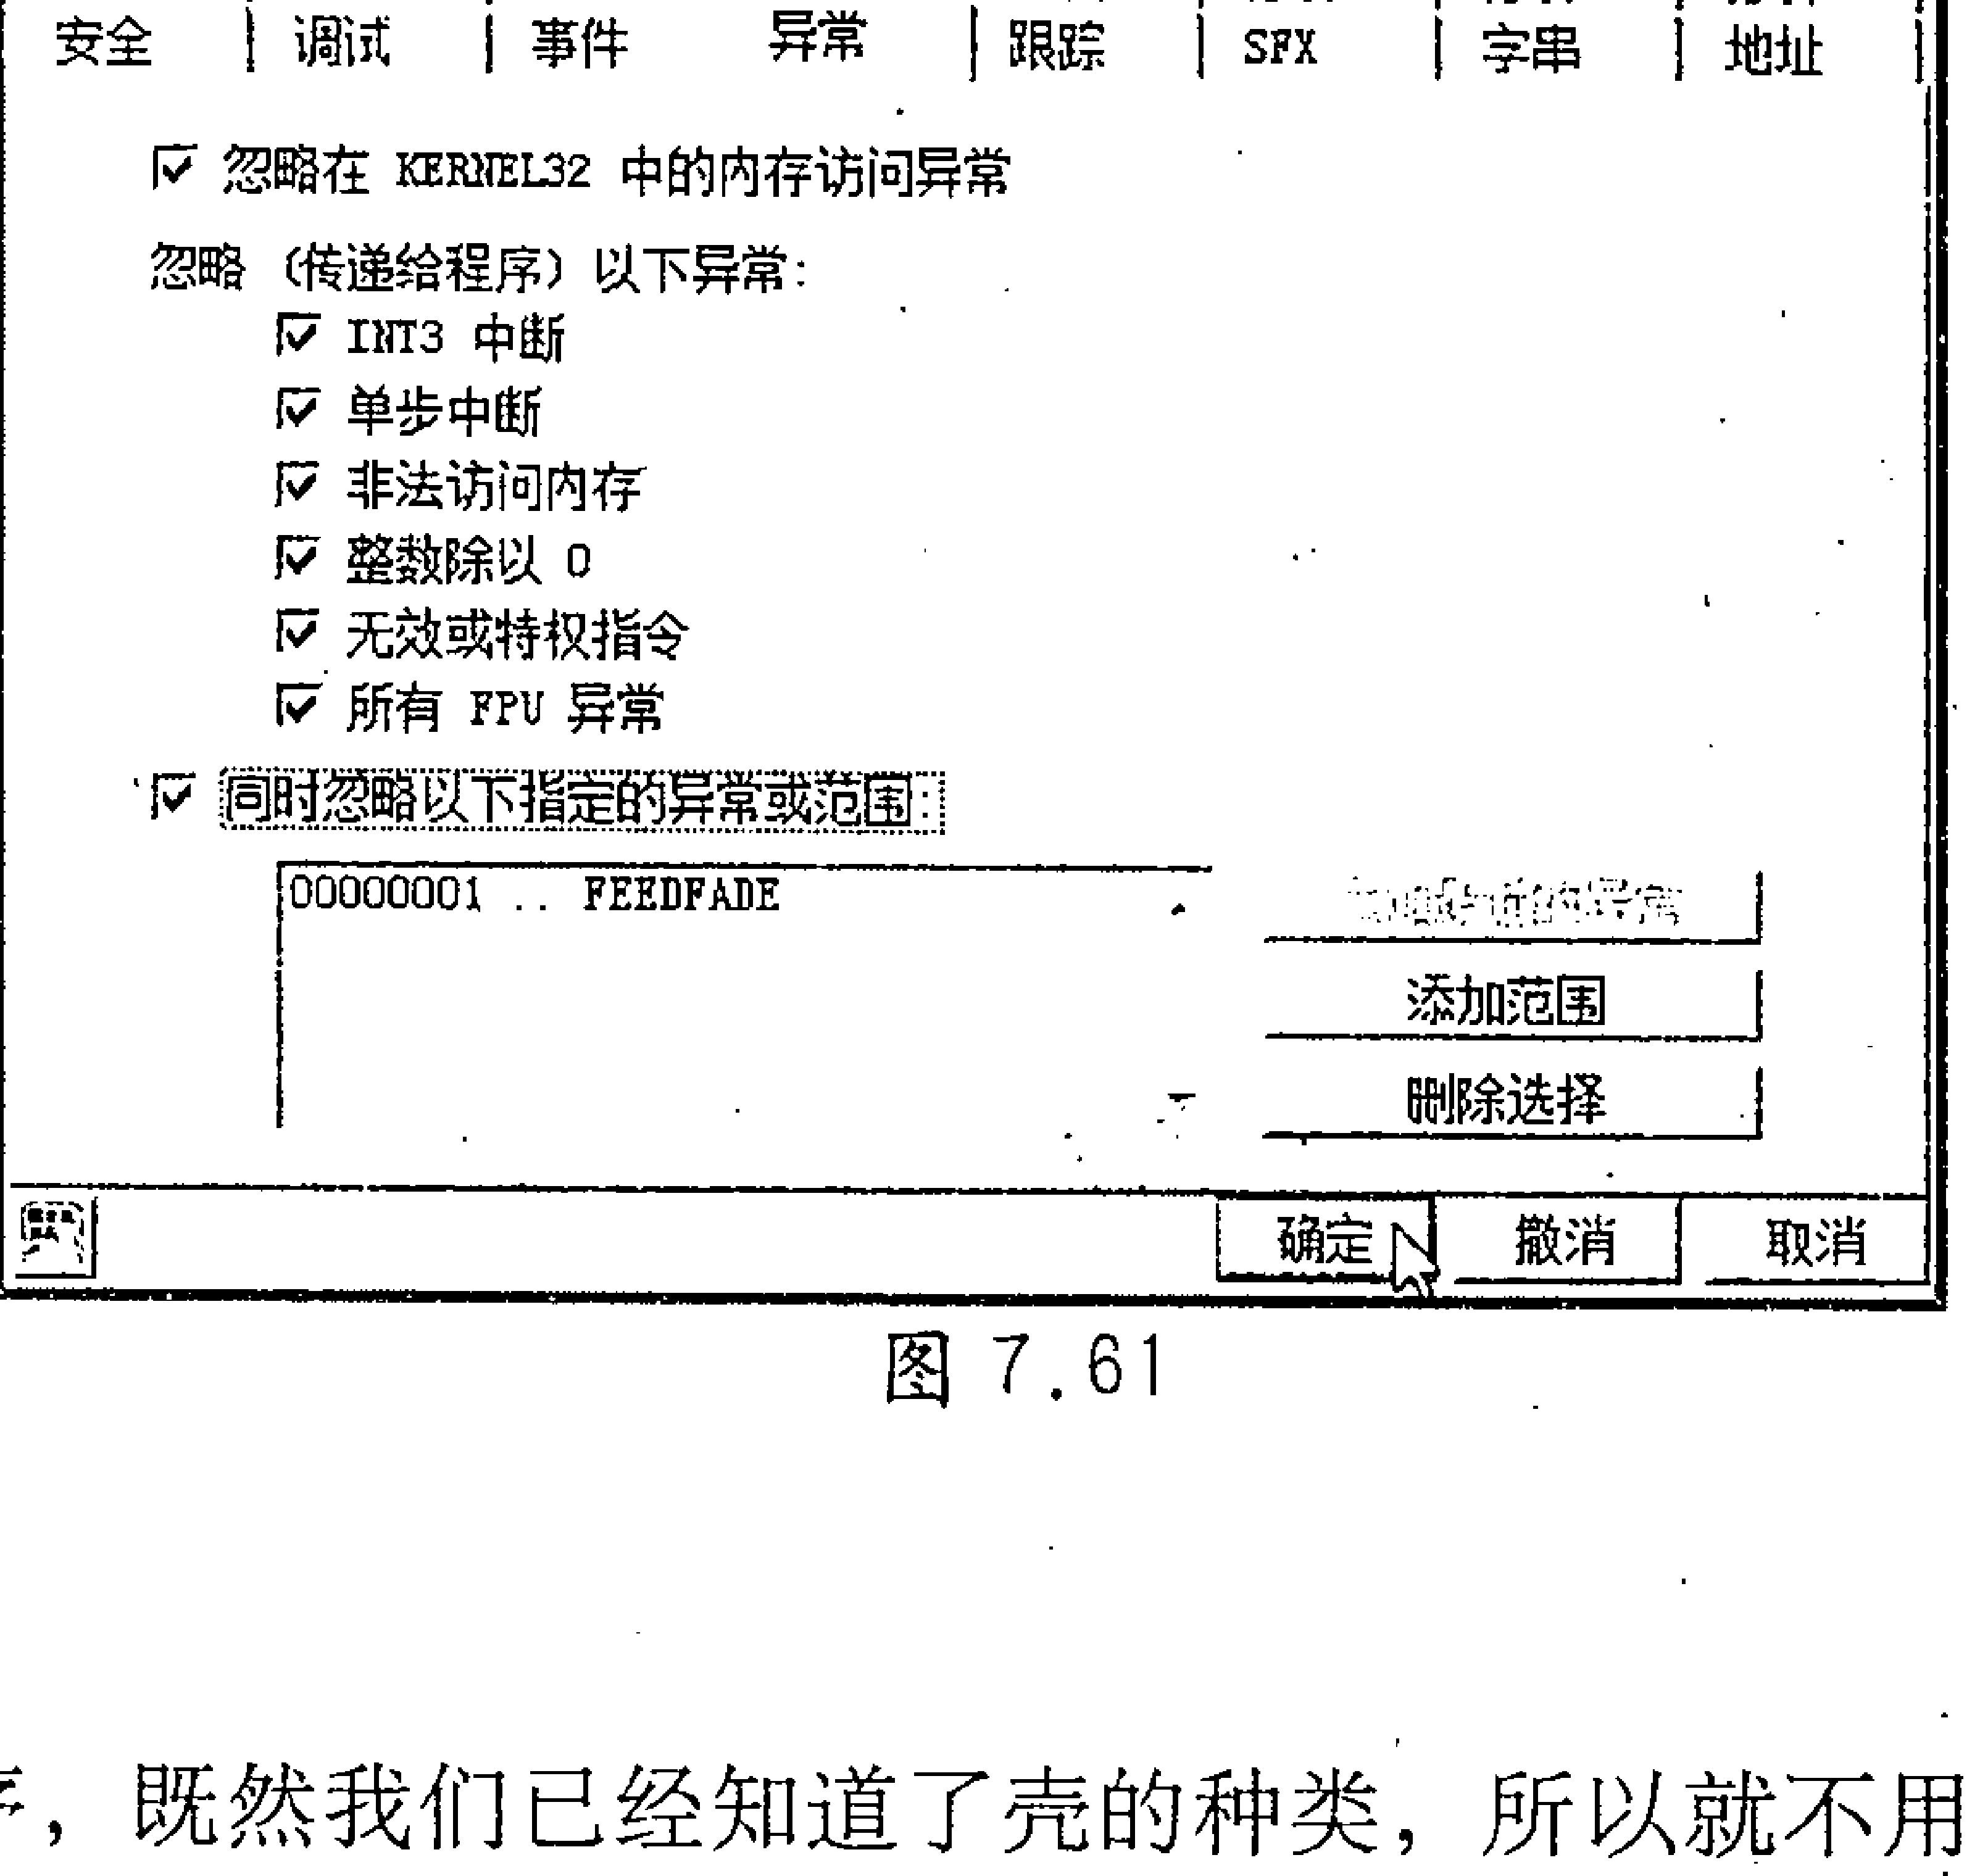 安全 调试 事件 异常 跟踪 SFX 字串 地址
忽略在 KERNEL32 中的内存访问异常
忽略 (传递给程序) 以下异常:
INT3 中断
单步中断
非法访问内存
整数除以 0
无效或特权指令
所有 FPU 异常
同时忽略以下指定的异常或范围:
00000001 .. FEEDFADE
添加范围
删除选择
确定 撤消 取消
图 7.61
,既然我们已经知道了壳的种类,所以就不用